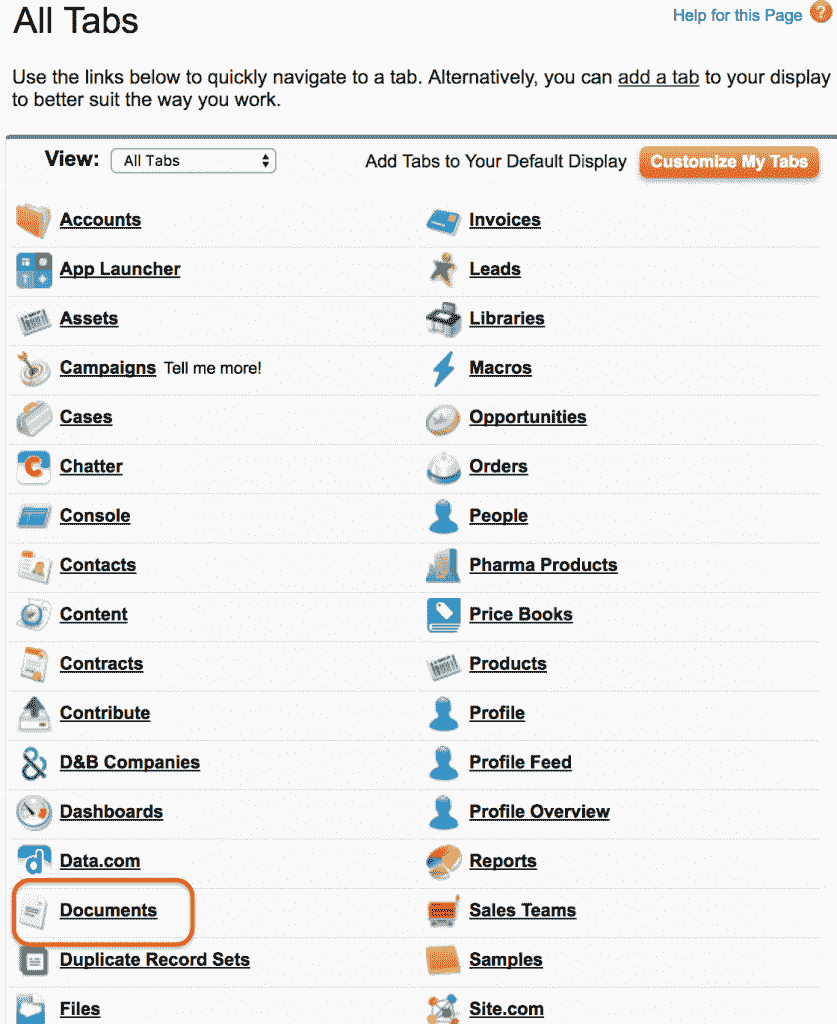 All Tabs
Help for this Page
Use the links below to quickly navigate to a tab. Alternatively, you can add a tab to your display
to better suit the way you work.
View: All Tabs Add Tabs to Your Default Display Customize My Tabs
Accounts
App Launcher
Assets
Campaigns Tell me more!
Cases
Chatter
Console
Contacts
Content
Contracts
Contribute
D&B Companies
Dashboards
Data.com
Documents
Duplicate Record Sets
Files
Invoices
Leads
Libraries
Macros
Opportunities
Orders
People
Pharma Products
Price Books
Products
Profile
Profile Feed
Profile Overview
Reports
Sales Teams
Samples
Site.com